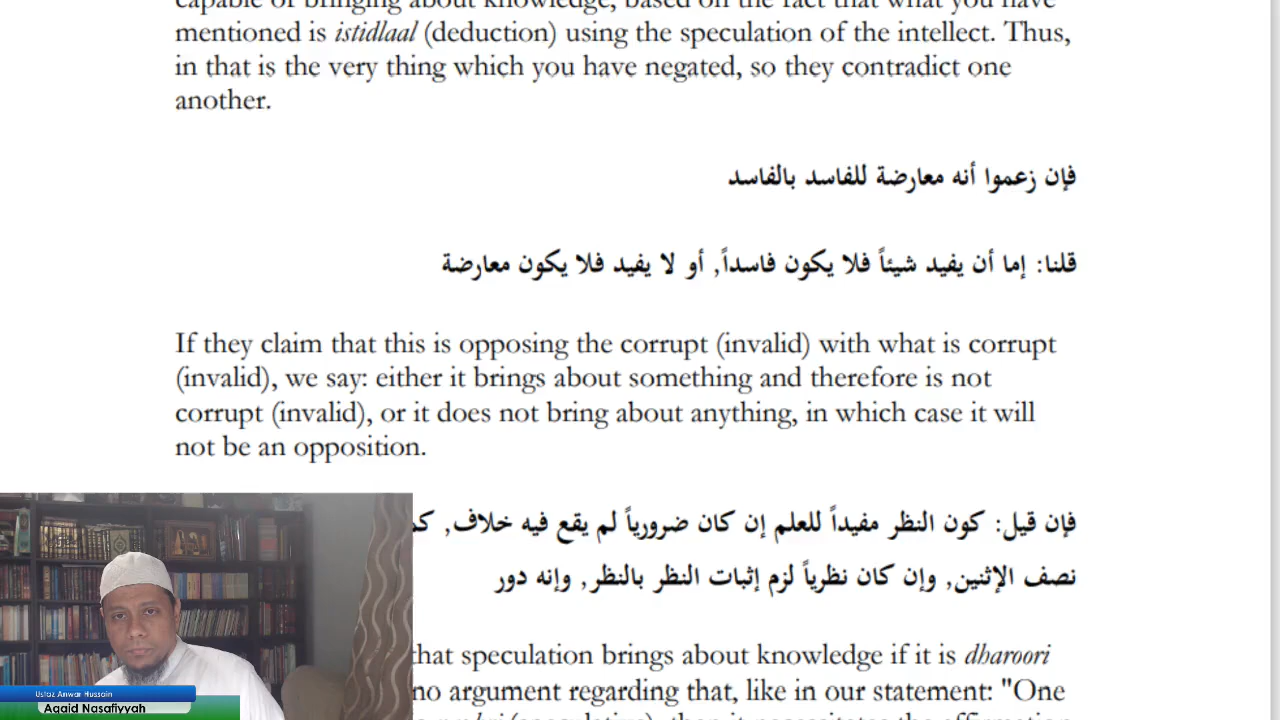 capable of bringing about knowledge, based on the fact that what you have
mentioned is istidlaal (deduction) using the speculation of the intellect. Thus,
in that is the very thing which you have negated, so they contradict one
another.
فإن زعموا أنه معارضة للفاسد بالفاسد
قلنا: إما أن يفيد شيئاً فلا يكون فاسداً, أو لا يفيد فلا يكون معارضة
If they claim that this is opposing the corrupt (invalid) with what is corrupt
(invalid), we say: either it brings about something and therefore is not
corrupt (invalid), or it does not bring about anything, in which case it will
not be an opposition.
فإن قيل: كون النظر مفيداً للعلم إن كان ضرورياً لم يقع فيه خلاف,
نصف الإثنين, وإن كان نظرياً لزم إثبات النظر بالنظر, وإنه دور
that speculation brings about knowledge if it is dharoori
no argument regarding that, like in our statement: "One
Ustaz Anwar Hussain
Aqaid Nasafiyyah